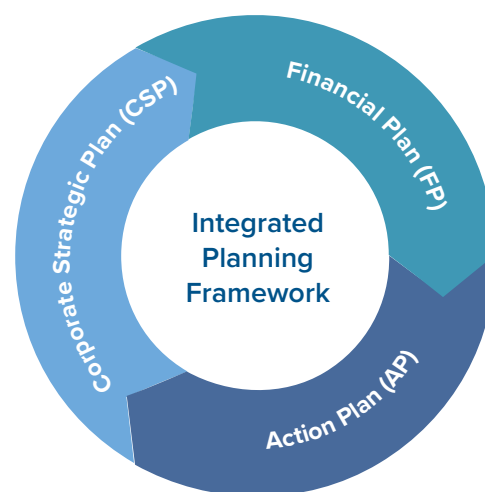 Corporate Strategic Plan (CSP)
Financial Plan (FP)
Integrated
Planning
Framework
Action Plan (AP)